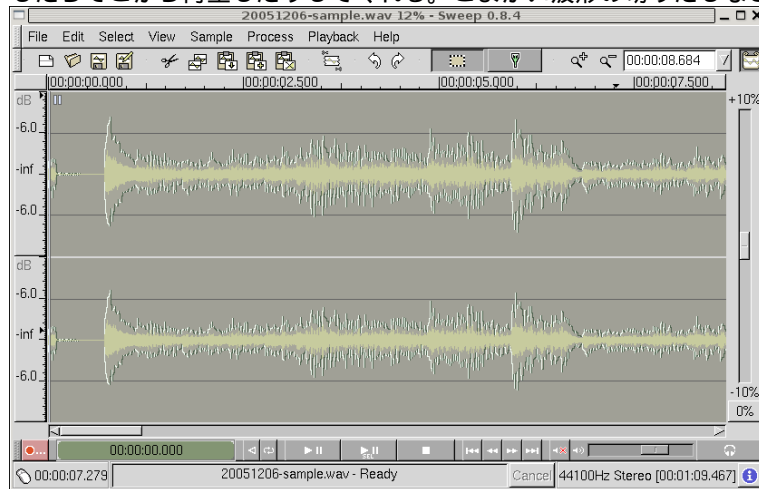 20051206-sample.wav 12% - Sweep 0.8.4
File Edit Select View Sample Process Playback Help
00:00:08.684
00:00:00.000 00:00:02.500 00:00:05.000 00:00:07.500
dB +10%
-6.0
-inf
-6.0
dB
-6.0
-inf
-6.0
-10%
0%
00:00:00.000
SEL
00:00:07.279 20051206-sample.wav - Ready Cancel 44100Hz Stereo [00:01:09.467]